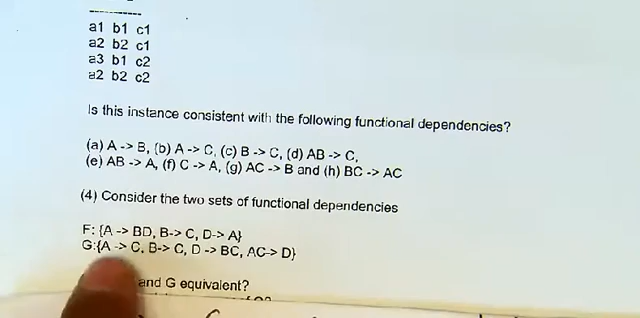 ------------
a1 b1 c1
a2 b2 c1
a3 b1 c2
a2 b2 c2
Is this instance consistent with the following functional dependencies?
(a) A -> B, (b) A -> C, (c) B -> C, (d) AB -> C,
(e) AB -> A, (f) C -> A, (g) AC -> B and (h) BC -> AC
(4) Consider the two sets of functional dependencies
F: {A -> BD, B-> C, D-> A}
G:{A -> C, B-> C, D -> BC, AC-> D}
and G equivalent?